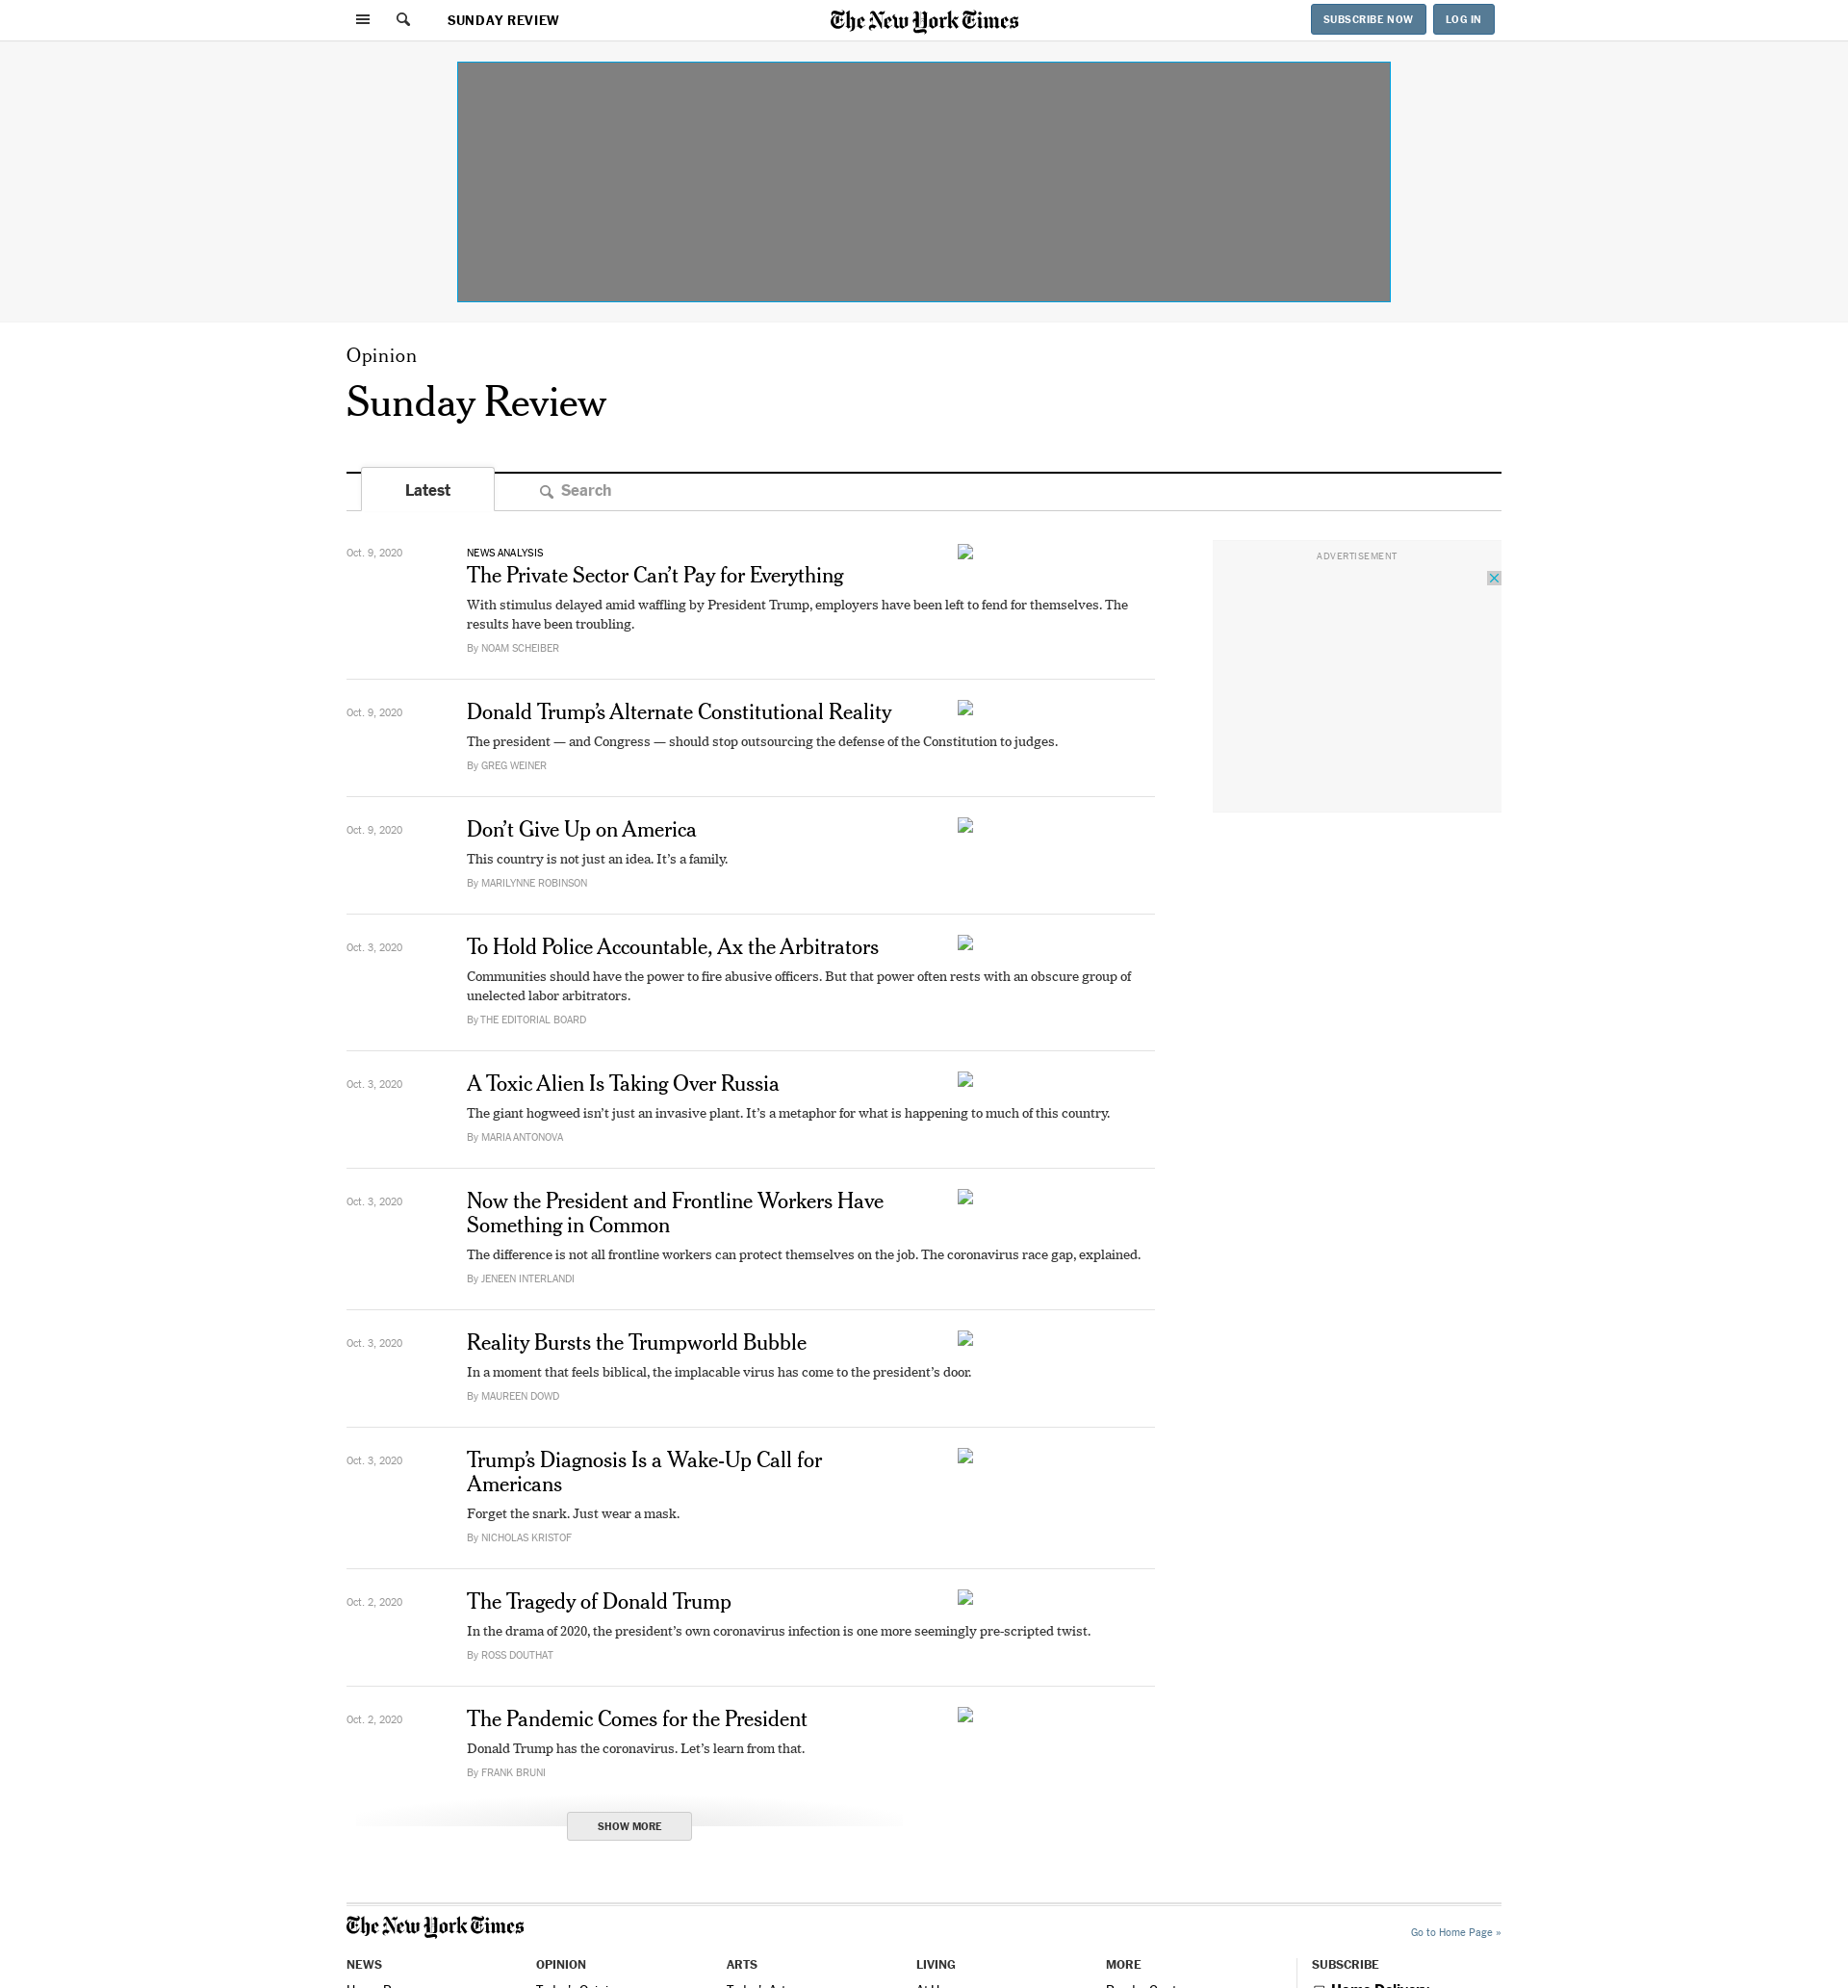 SUNDAY REVIEW
The New York Times
SUBSCRIBE NOW
LOG IN
Opinion
Sunday Review
Latest
Search
Oct. 9, 2020
NEWS ANALYSIS
The Private Sector Can’t Pay for Everything
With stimulus delayed amid waffling by President Trump, employers have been left to fend for themselves. The
results have been troubling.
By NOAM SCHEIBER
ADVERTISEMENT
Oct. 9, 2020
Donald Trump’s Alternate Constitutional Reality
The president — and Congress — should stop outsourcing the defense of the Constitution to judges.
By GREG WEINER
Oct. 9, 2020
Don’t Give Up on America
This country is not just an idea. It’s a family.
By MARILYNNE ROBINSON
Oct. 3, 2020
To Hold Police Accountable, Ax the Arbitrators
Communities should have the power to fire abusive officers. But that power often rests with an obscure group of
unelected labor arbitrators.
By THE EDITORIAL BOARD
Oct. 3, 2020
A Toxic Alien Is Taking Over Russia
The giant hogweed isn’t just an invasive plant. It’s a metaphor for what is happening to much of this country.
By MARIA ANTONOVA
Oct. 3, 2020
Now the President and Frontline Workers Have
Something in Common
The difference is not all frontline workers can protect themselves on the job. The coronavirus race gap, explained.
By JENEEN INTERLANDI
Oct. 3, 2020
Reality Bursts the Trumpworld Bubble
In a moment that feels biblical, the implacable virus has come to the president’s door.
By MAUREEN DOWD
Oct. 3, 2020
Trump’s Diagnosis Is a Wake-Up Call for
Americans
Forget the snark. Just wear a mask.
By NICHOLAS KRISTOF
Oct. 2, 2020
The Tragedy of Donald Trump
In the drama of 2020, the president’s own coronavirus infection is one more seemingly pre-scripted twist.
By ROSS DOUTHAT
Oct. 2, 2020
The Pandemic Comes for the President
Donald Trump has the coronavirus. Let’s learn from that.
By FRANK BRUNI
SHOW MORE
The New York Times
Go to Home Page »
NEWS
OPINION
ARTS
LIVING
MORE
SUBSCRIBE